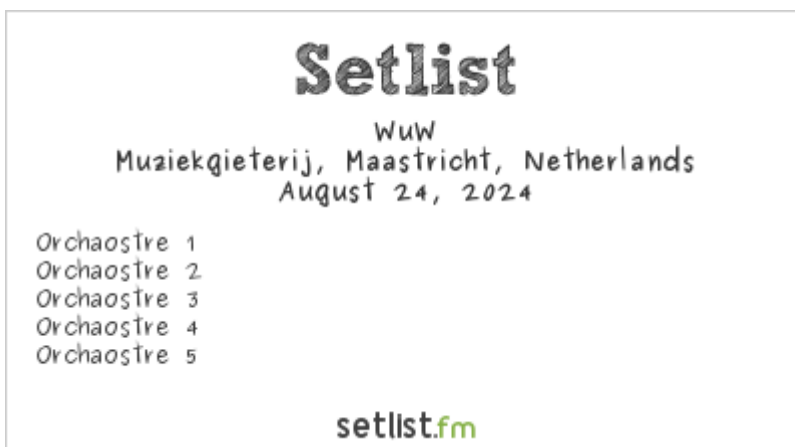 Setlist
WuW
Muziekgieterij, Maastricht, Netherlands
August 24, 2024
Orchaostre 1
Orchaostre 2
Orchaostre 3
Orchaostre 4
Orchaostre 5
setlist.fm